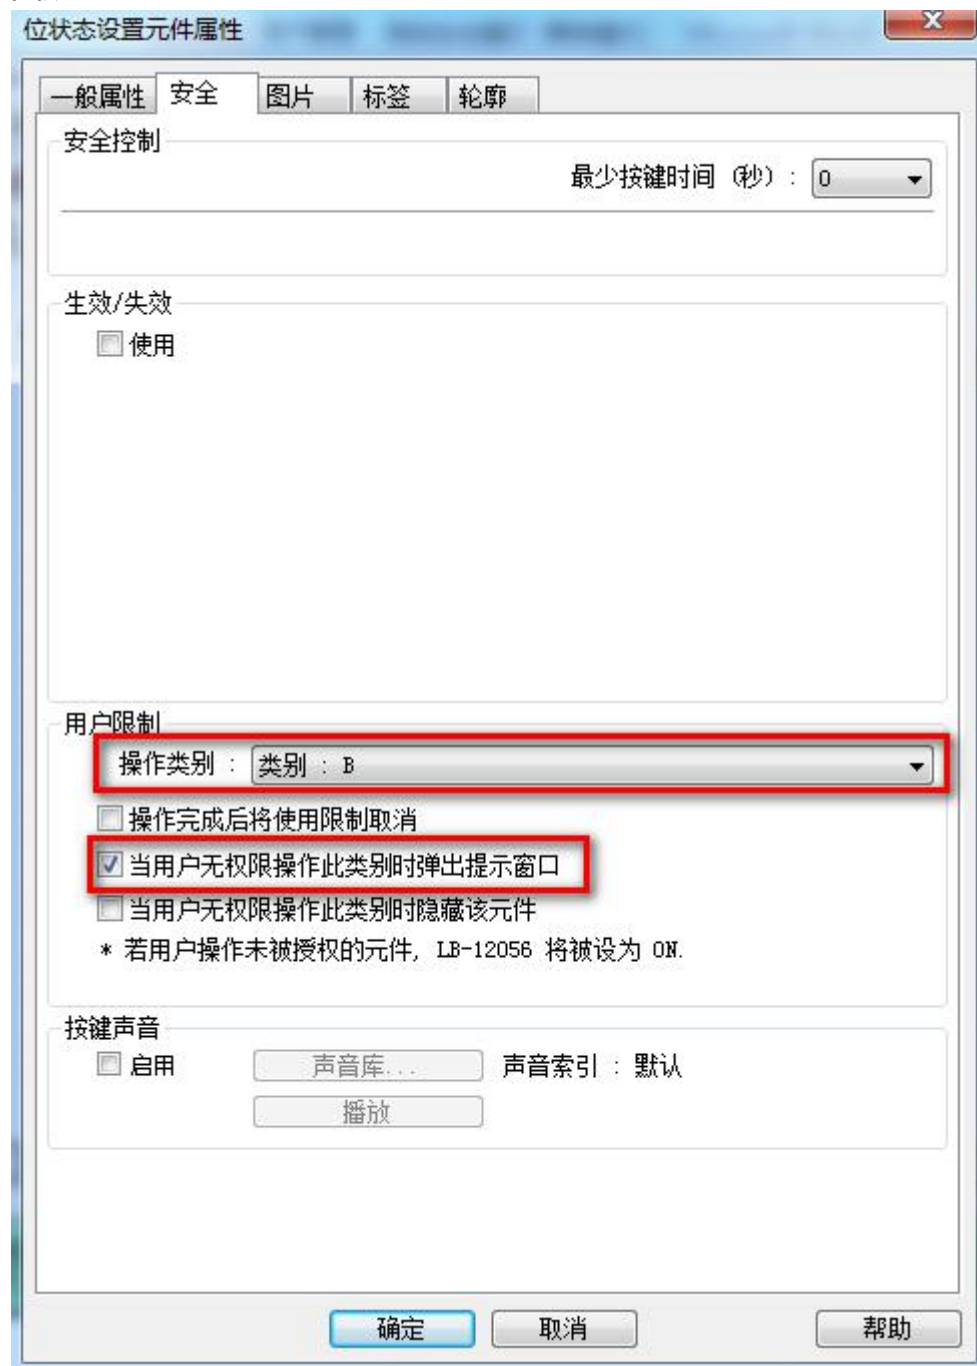 位状态设置元件属性
一般属性 安全 图片 标签 轮廓
安全控制
最少按键时间 (秒) : 0
生效/失效
使用
用户限制
操作类别 : 类别 : B
操作完成后将使用限制取消
当用户无权限操作此类别时弹出提示窗口
当用户无权限操作此类别时隐藏该元件
* 若用户操作未被授权的元件, LB-12056 将被设为 ON.
按键声音
启用 声音库... 声音索引 : 默认
播放
确定 取消 帮助